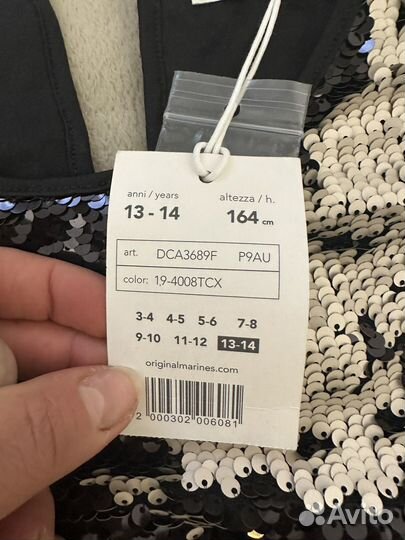 anni / years altezza / h.
13 - 14 164 cm
art. DCA3689F P9AU
color: 19-4008TCX
3-4 4-5 5-6 7-8
9-10 11-12 13-14
originalmarines.com
2 000302 006081
Avito